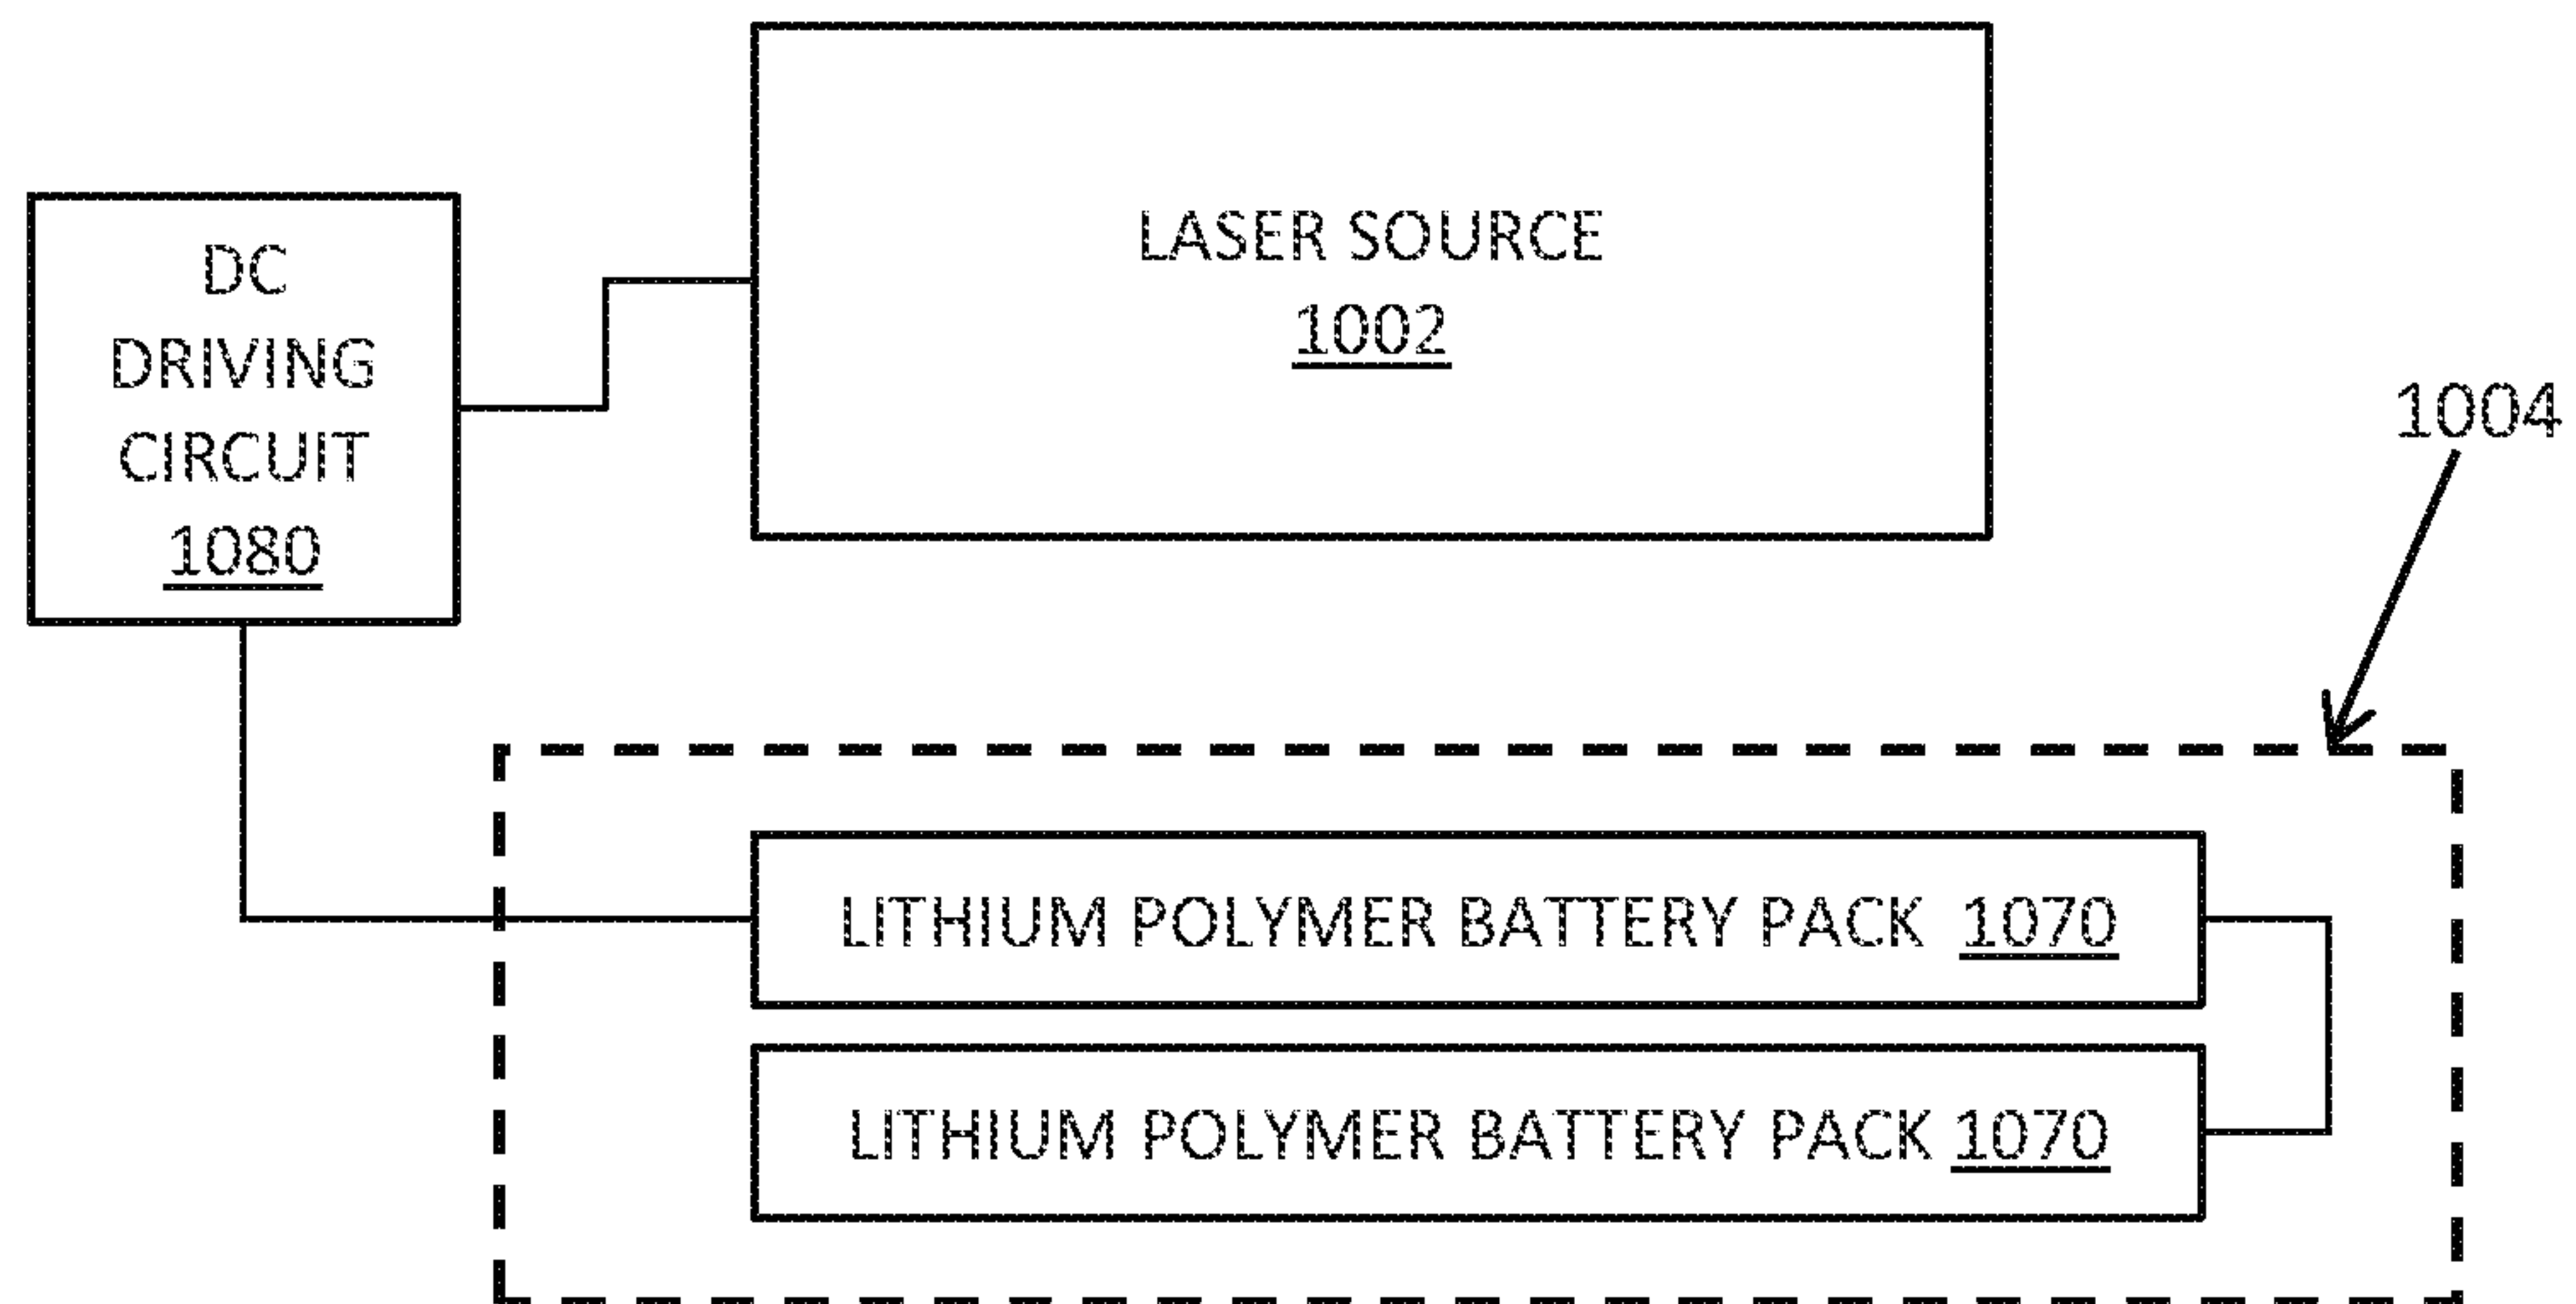 LASER SOURCE
1002
DC
DRIVING
CIRCUIT
1080
1004
LITHIUM POLYMER BATTERY PACK 1070
LITHIUM POLYMER BATTERY PACK 1070